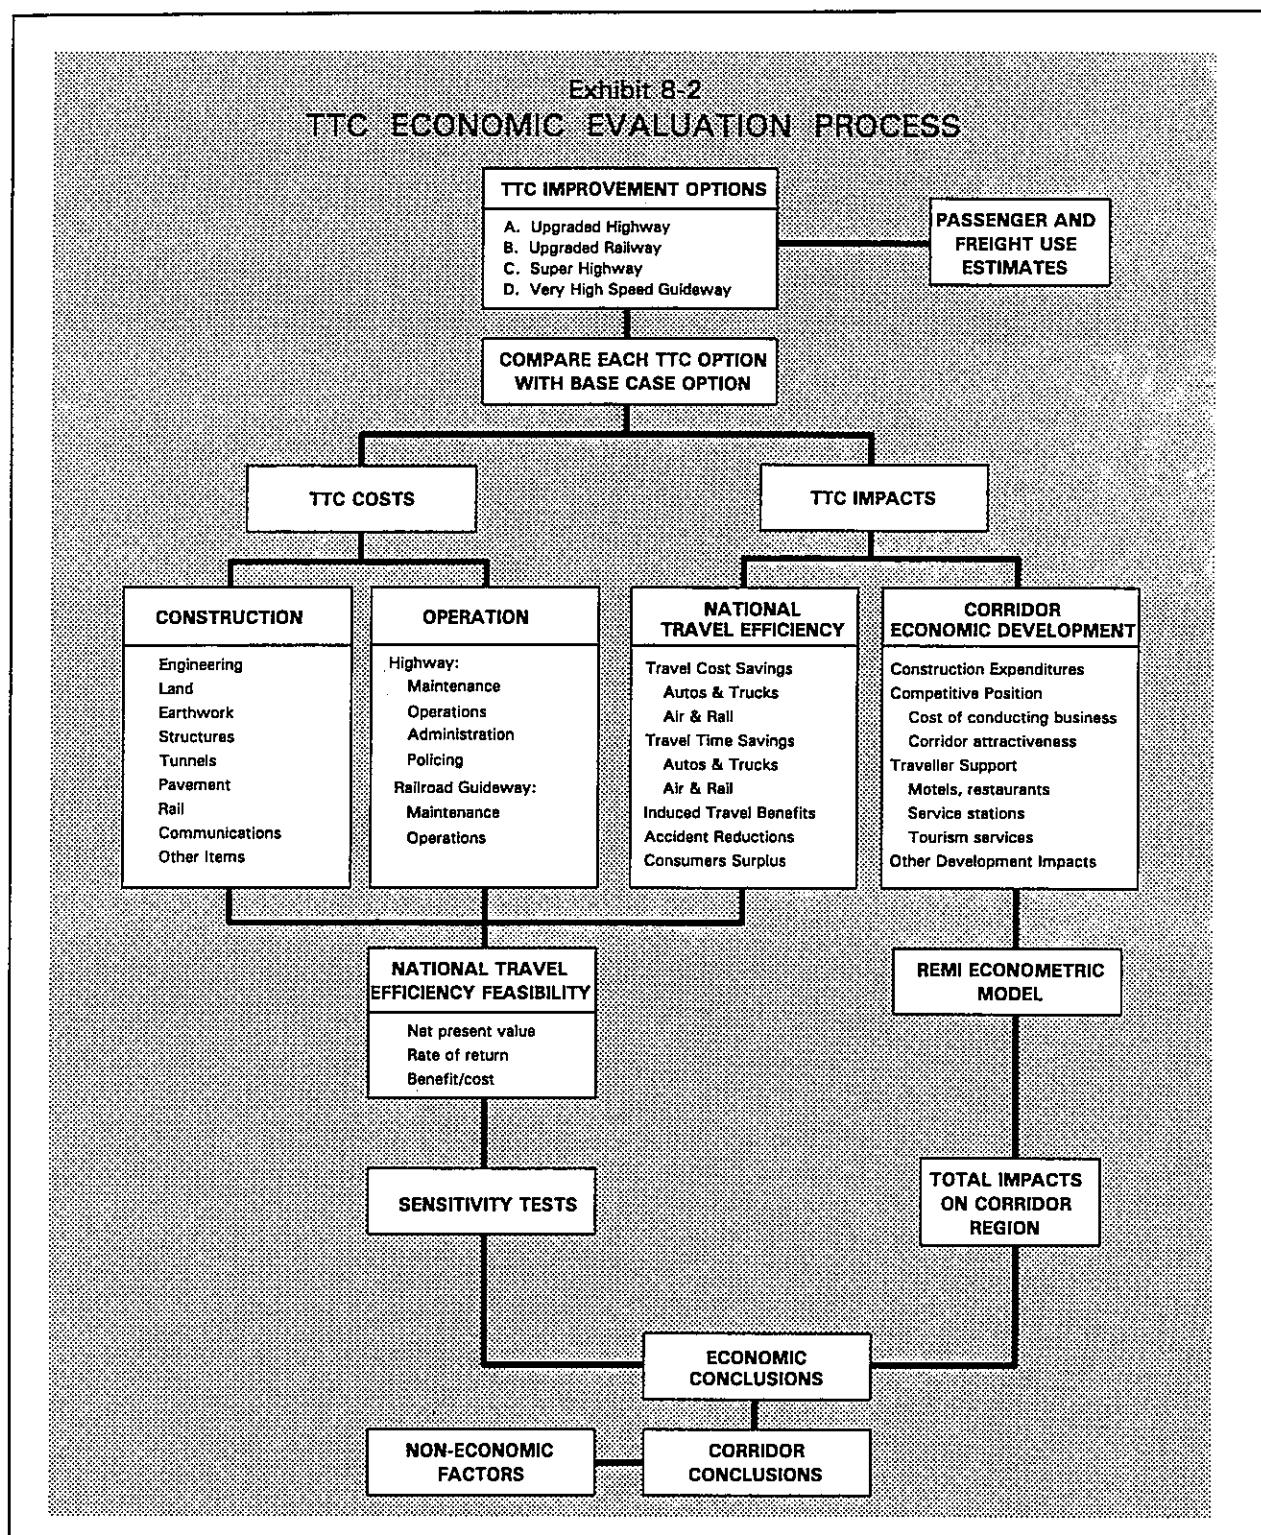 Exhibit 8-2
TTC ECONOMIC EVALUATION PROCESS
TTC IMPROVEMENT OPTIONS
A. Upgraded Highway
B. Upgraded Railway
C. Super Highway
D. Very High Speed Guideway
PASSENGER AND
FREIGHT USE
ESTIMATES
COMPARE EACH TTC OPTION
WITH BASE CASE OPTION
TTC COSTS
TTC IMPACTS
CONSTRUCTION
Engineering
Land
Earthwork
Structures
Tunnels
Pavement
Rail
Communications
Other Items
OPERATION
Highway:
Maintenance
Operations
Administration
Policing
Railroad Guideway:
Maintenance
Operations
NATIONAL
TRAVEL EFFICIENCY
Travel Cost Savings
Autos & Trucks
Air & Rail
Travel Time Savings
Autos & Trucks
Air & Rail
Induced Travel Benefits
Accident Reductions
Consumers Surplus
CORRIDOR
ECONOMIC DEVELOPMENT
Construction Expenditures
Competitive Position
Cost of conducting business
Corridor attractiveness
Traveller Support
Motels, restaurants
Service stations
Tourism services
Other Development Impacts
NATIONAL TRAVEL
EFFICIENCY FEASIBILITY
Net present value
Rate of return
Benefit/cost
REMI ECONOMETRIC
MODEL
SENSITIVITY TESTS
TOTAL IMPACTS
ON CORRIDOR
REGION
ECONOMIC
CONCLUSIONS
NON-ECONOMIC
FACTORS
CORRIDOR
CONCLUSIONS